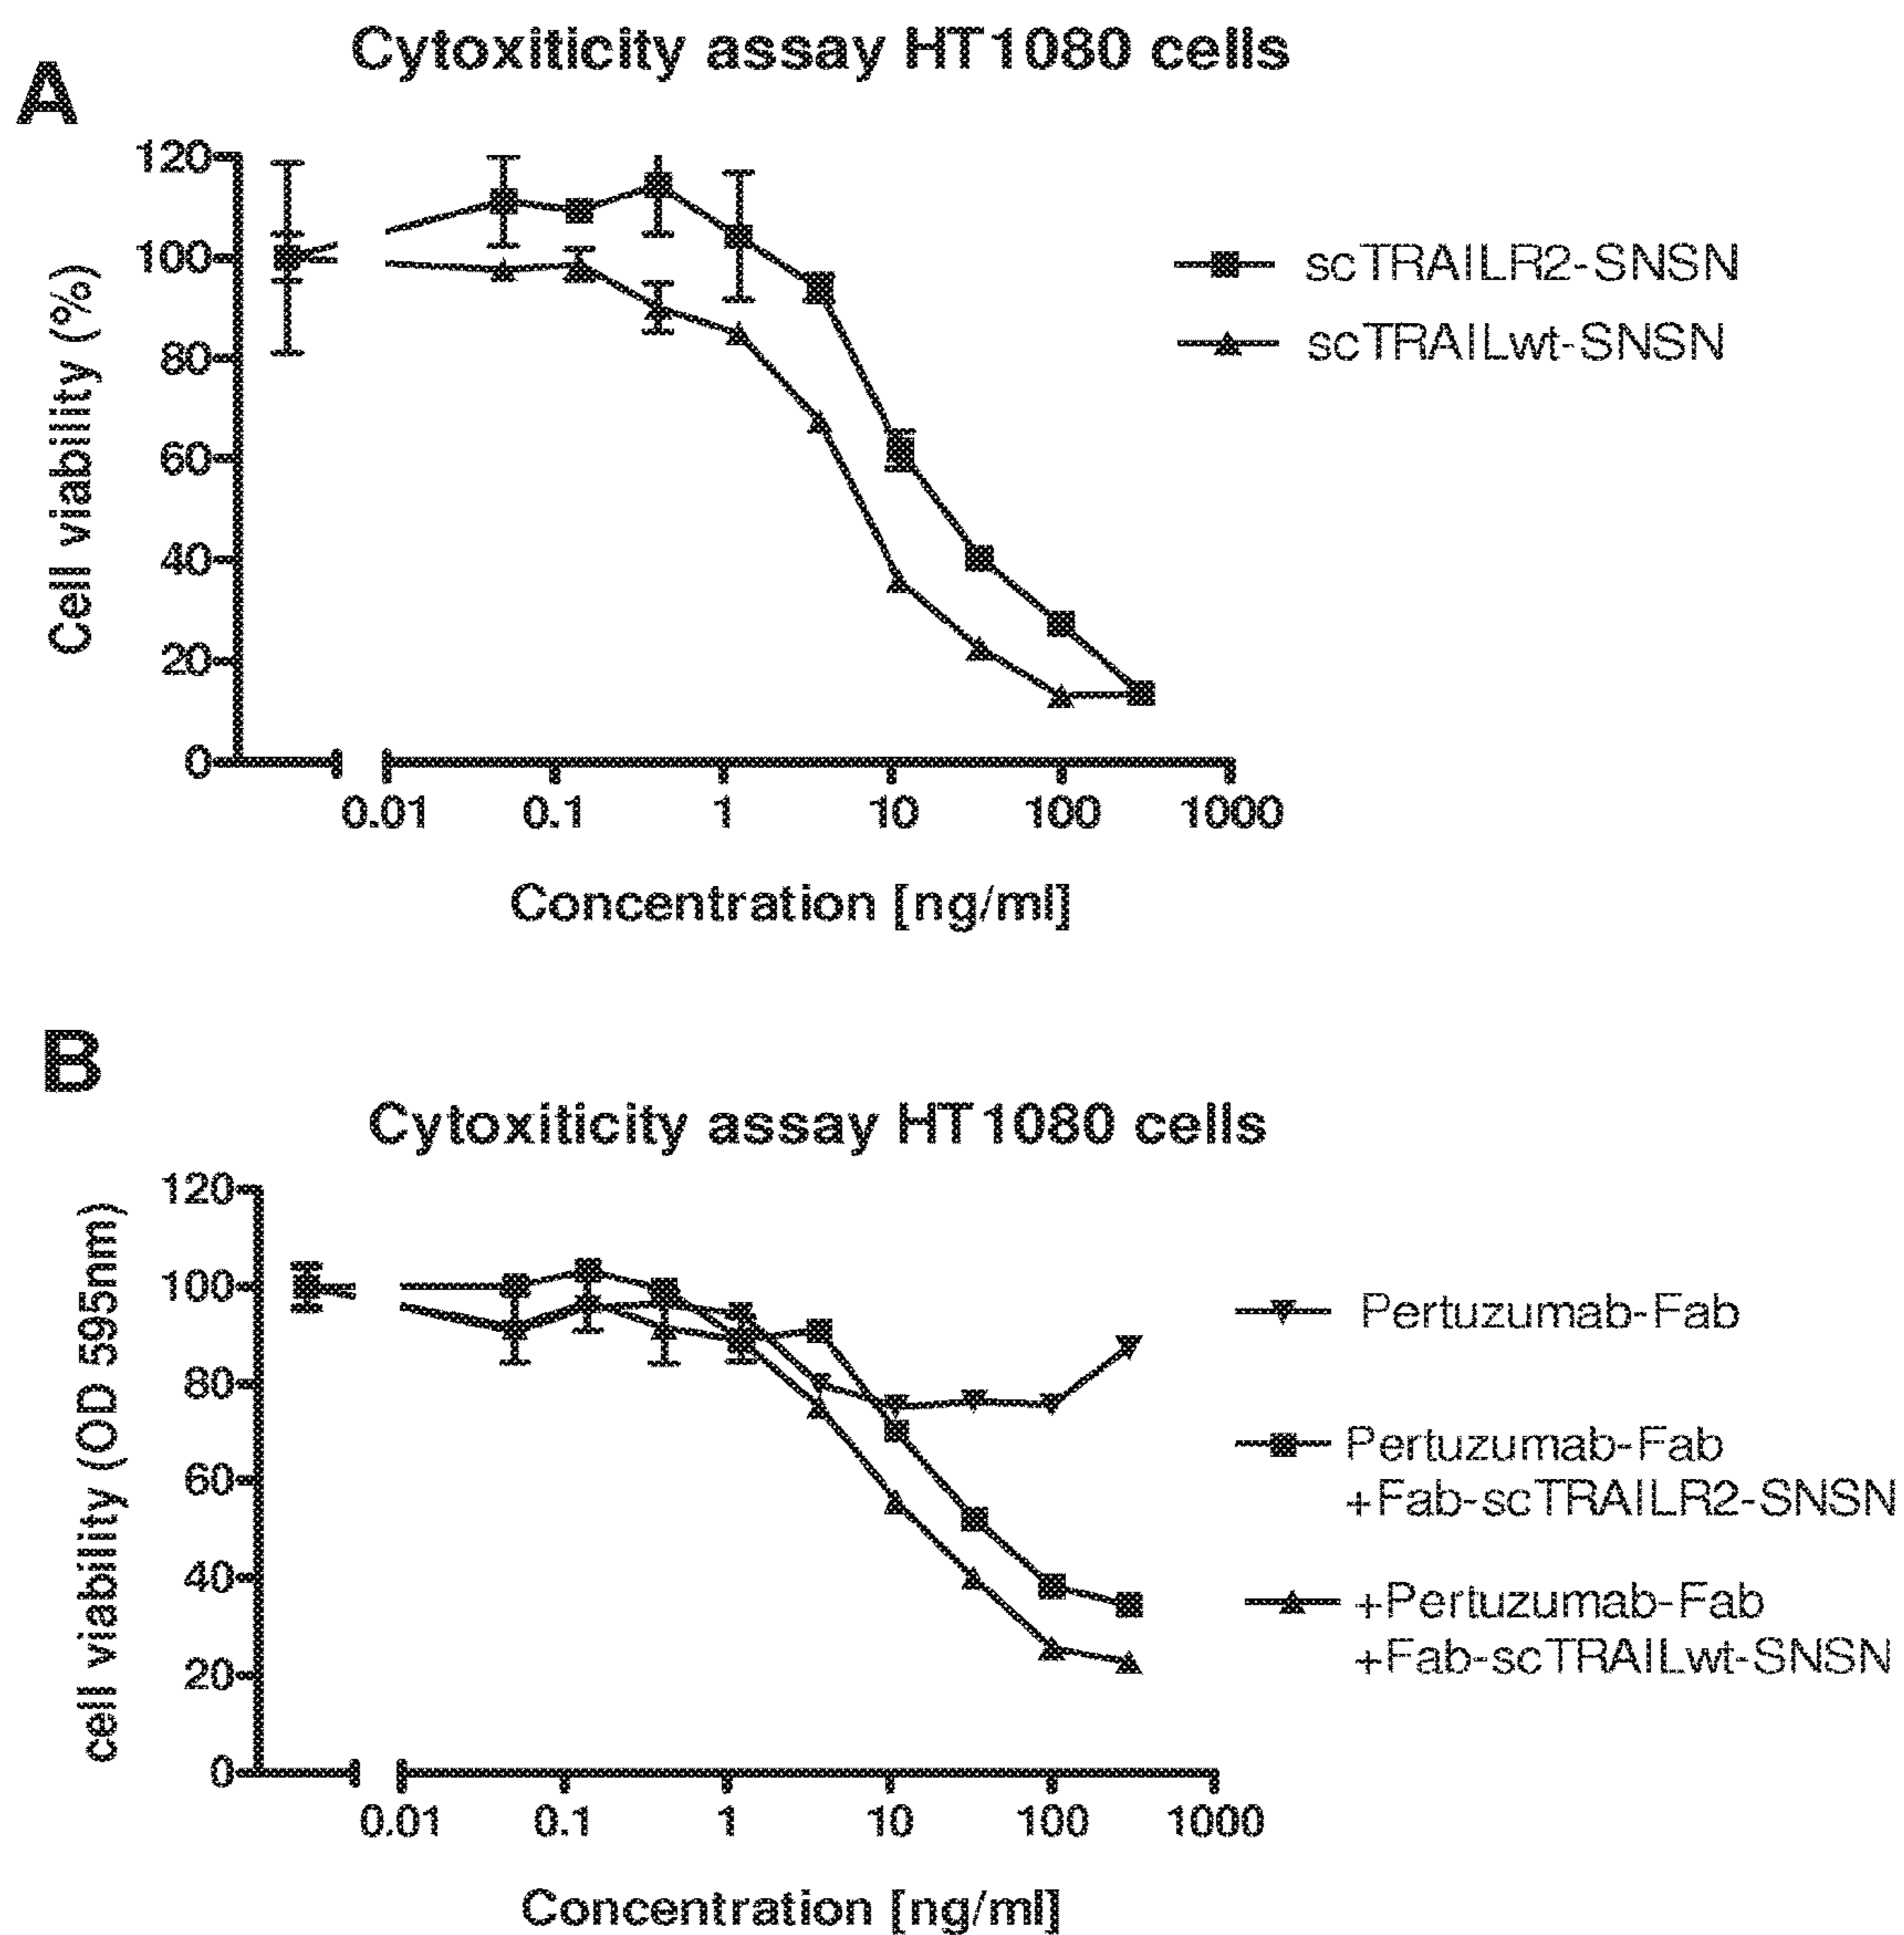 A
Cytoxiticity assay HT1080 cells
120
100
80
60
40
20
0
Cell viability (%)
0.01 0.1 1 10 100 1000
Concentration [ng/ml]
scTRAILR2-SNSN
scTRAILwt-SNSN
B
Cytoxiticity assay HT1080 cells
120
100
80
60
40
20
0
cell viability (OD 595nm)
0.01 0.1 1 10 100 1000
Concentration [ng/ml]
Pertuzumab-Fab
Pertuzumab-Fab
+Fab-scTRAILR2-SNSN
+Pertuzumab-Fab
+Fab-scTRAILwt-SNSN